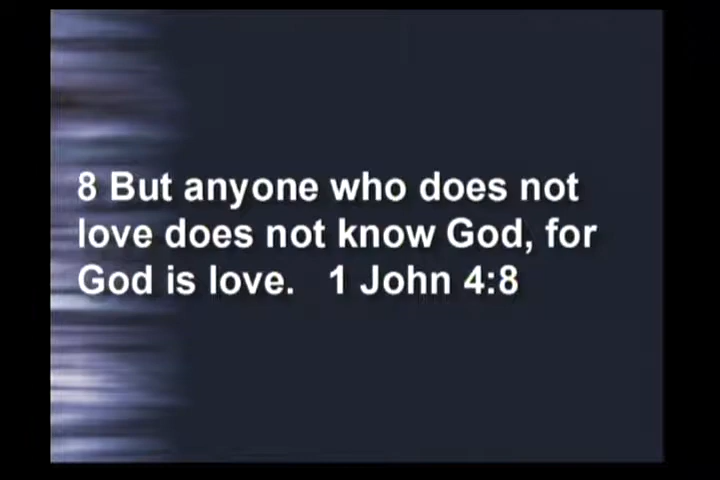 8 But anyone who does not
love does not know God, for
God is love. 1 John 4:8